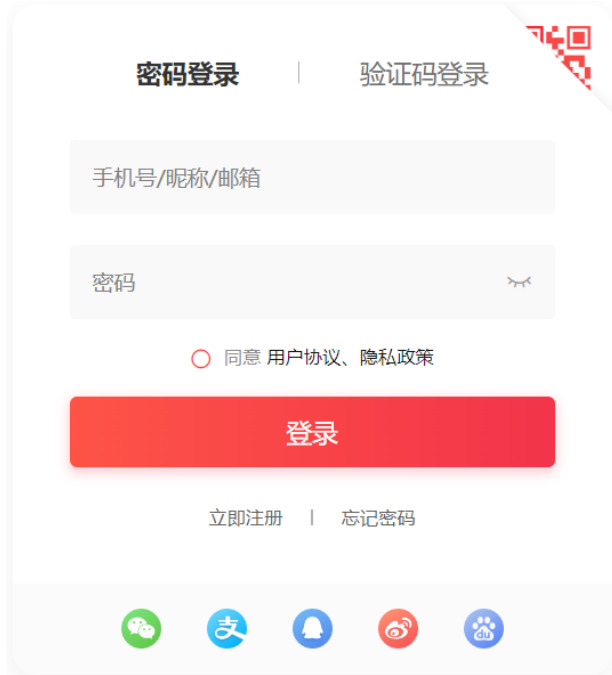 密码登录 | 验证码登录
手机号/昵称/邮箱
密码
同意 用户协议、隐私政策
登录
立即注册 | 忘记密码
支 du